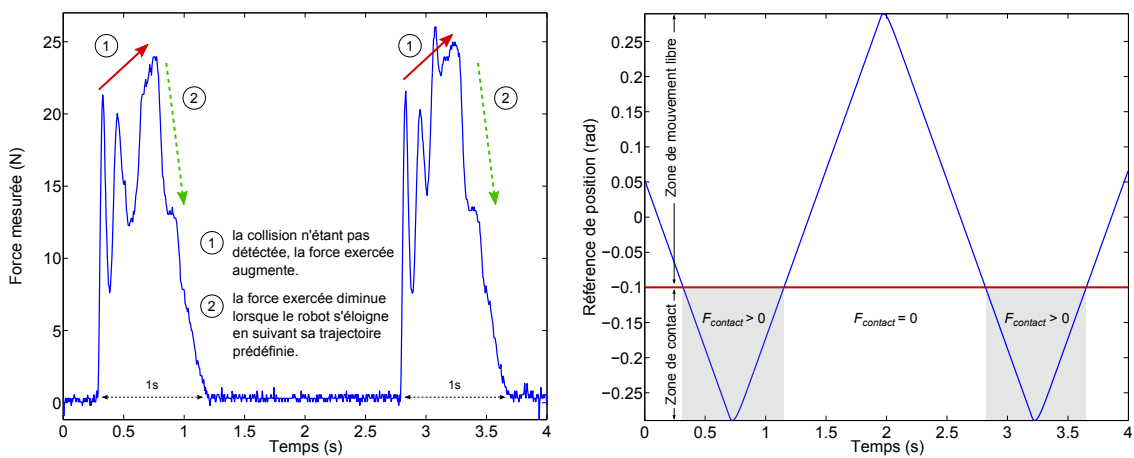 25
20
15
10
5
0
0
0.5
1
1.5
2
2.5
3
3.5
4
Force mesurée (N)
Temps (s)
1
2
1
2
1
la collision n'étant pas
détéctée, la force exercée
augmente.
2
la force exercée diminue
lorsque le robot s'éloigne
en suivant sa trajectoire
prédéfinie.
1s
1s
0.25
0.2
0.15
0.1
0.05
0
−0.05
−0.1
−0.15
−0.2
−0.25
0
0.5
1
1.5
2
2.5
3
3.5
4
Référence de position (rad)
Temps (s)
Zone de mouvement libre
Zone de contact
Fcontact > 0
Fcontact = 0
Fcontact > 0